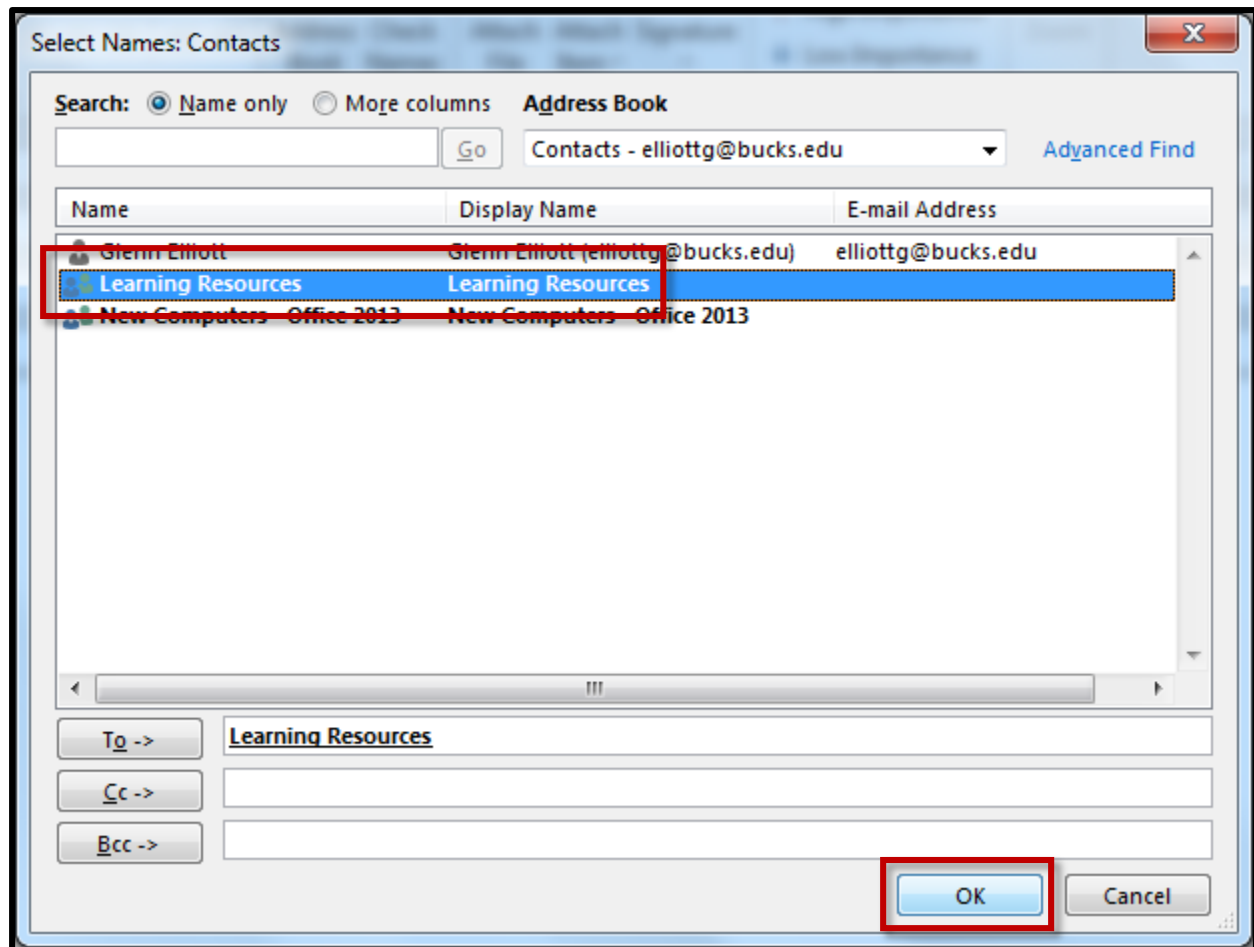 Select Names: Contacts
Search: Name only More columns Address Book
Go Contacts - elliottg@bucks.edu Advanced Find
Name Display Name E-mail Address
Glenn Elliott Glenn Elliott (elliottg@bucks.edu) elliottg@bucks.edu
Learning Resources Learning Resources
New Computers - Office 2013 New Computers - Office 2013
To -> Learning Resources
Cc ->
Bcc ->
OK Cancel